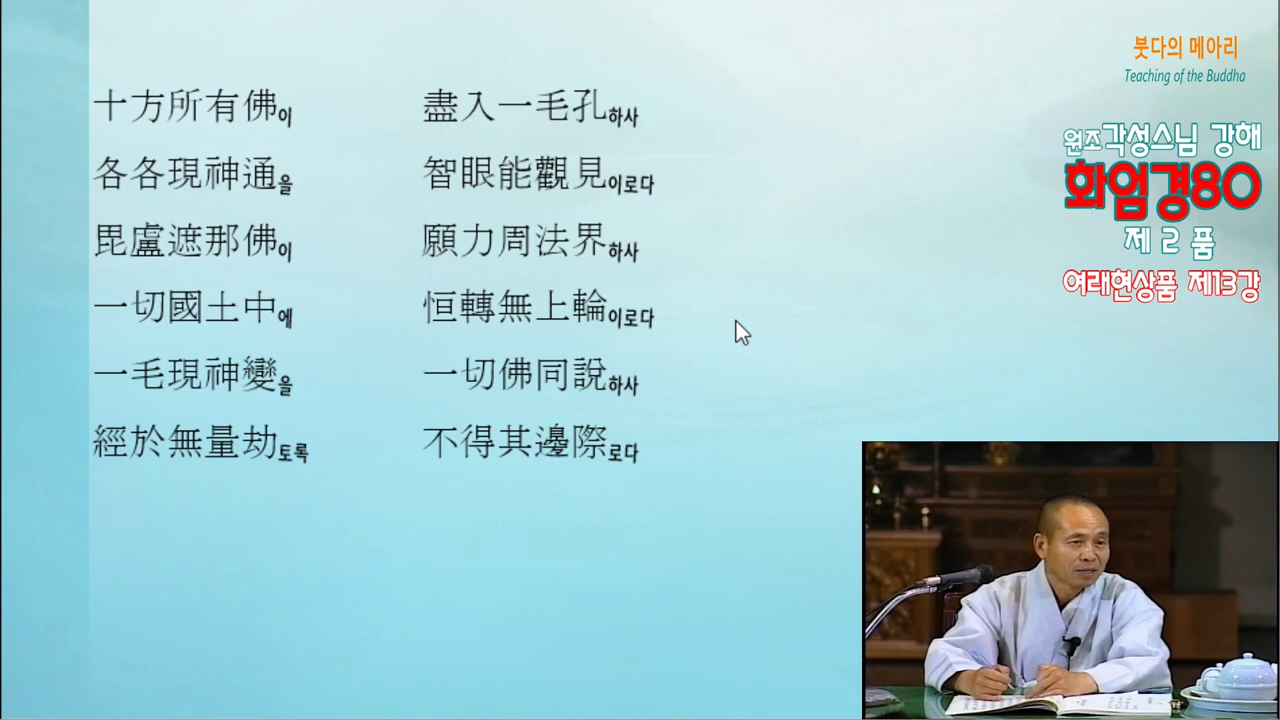 十方所有佛이 盡入一毛孔하사
各各現神通을 智眼能觀見이로다
毘盧遮那佛이 願力周法界하사
一切國土中에 恒轉無上輪이로다
一毛現神變을 一切佛同說하사
經於無量劫토록 不得其邊際로다
붓다의 메아리
Teaching of the Buddha
원조각성스님 강해
화엄경80
제2품
여래현상품 제13강